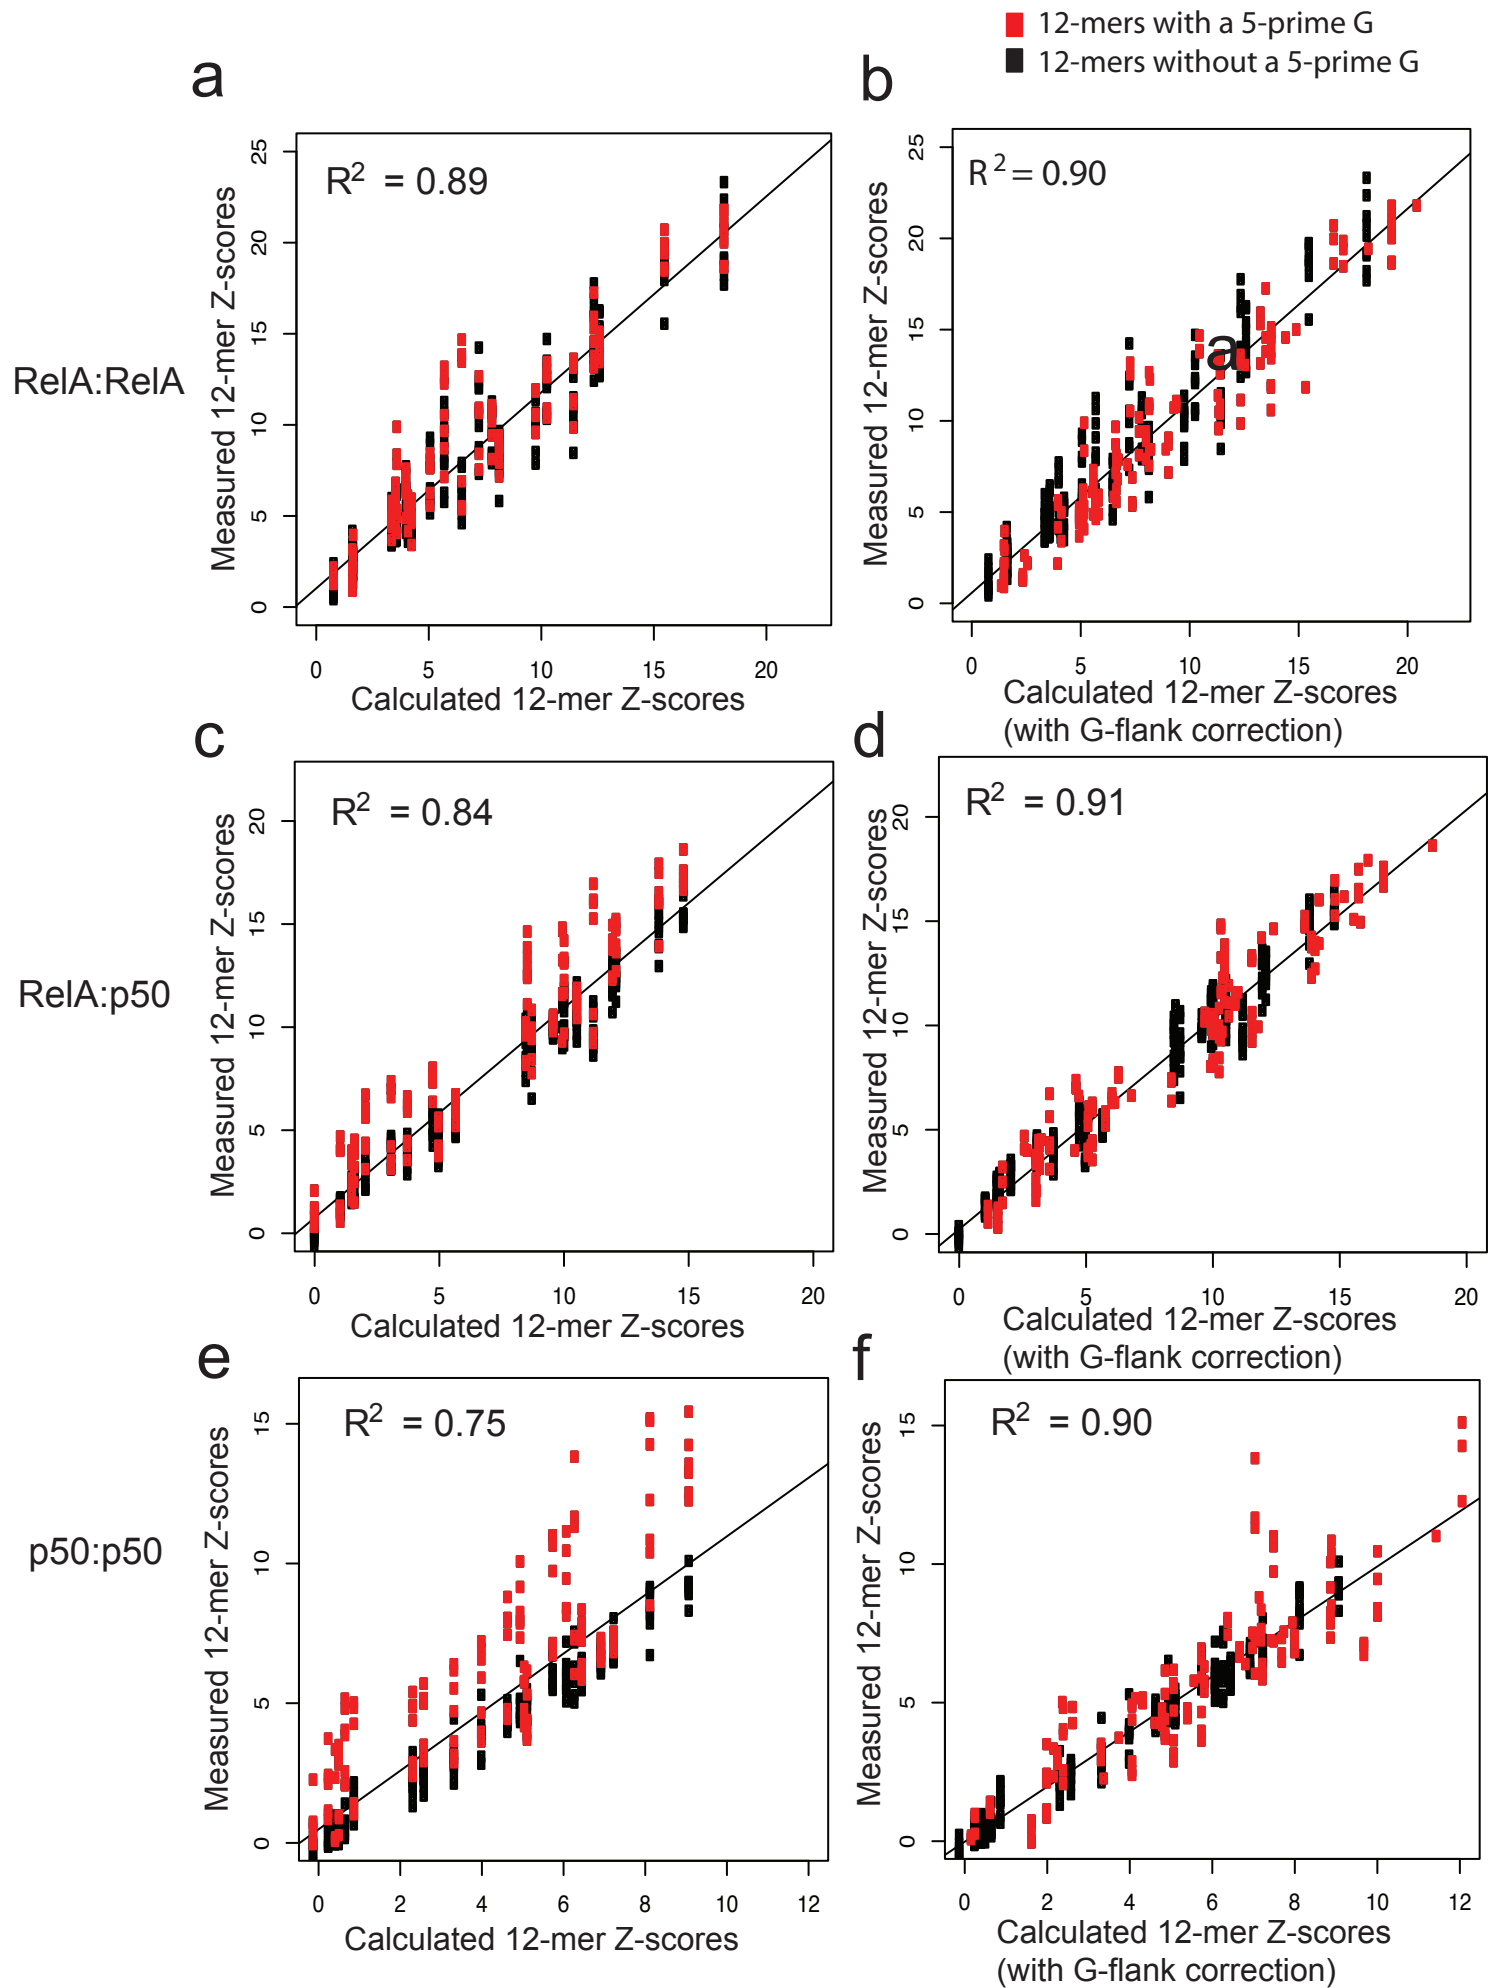 12-mers with a 5-prime G
12-mers without a 5-prime G
a
b
RelA:RelA
R² = 0.89
Measured 12-mer Z-scores
0 5 10 15 20 25
0 5 10 15 20
Calculated 12-mer Z-scores
R² = 0.90
a
Measured 12-mer Z-scores
0 5 10 15 20 25
0 5 10 15 20
Calculated 12-mer Z-scores
(with G-flank correction)
c
d
RelA:p50
R² = 0.84
Measured 12-mer Z-scores
0 5 10 15 20
0 5 10 15 20
Calculated 12-mer Z-scores
R² = 0.91
Measured 12-mer Z-scores
0 5 10 15 20
0 5 10 15 20
Calculated 12-mer Z-scores
(with G-flank correction)
e
f
p50:p50
R² = 0.75
Measured 12-mer Z-scores
0 5 10 15
0 2 4 6 8 10 12
Calculated 12-mer Z-scores
R² = 0.90
Measured 12-mer Z-scores
0 5 10 15
0 2 4 6 8 10 12
Calculated 12-mer Z-scores
(with G-flank correction)